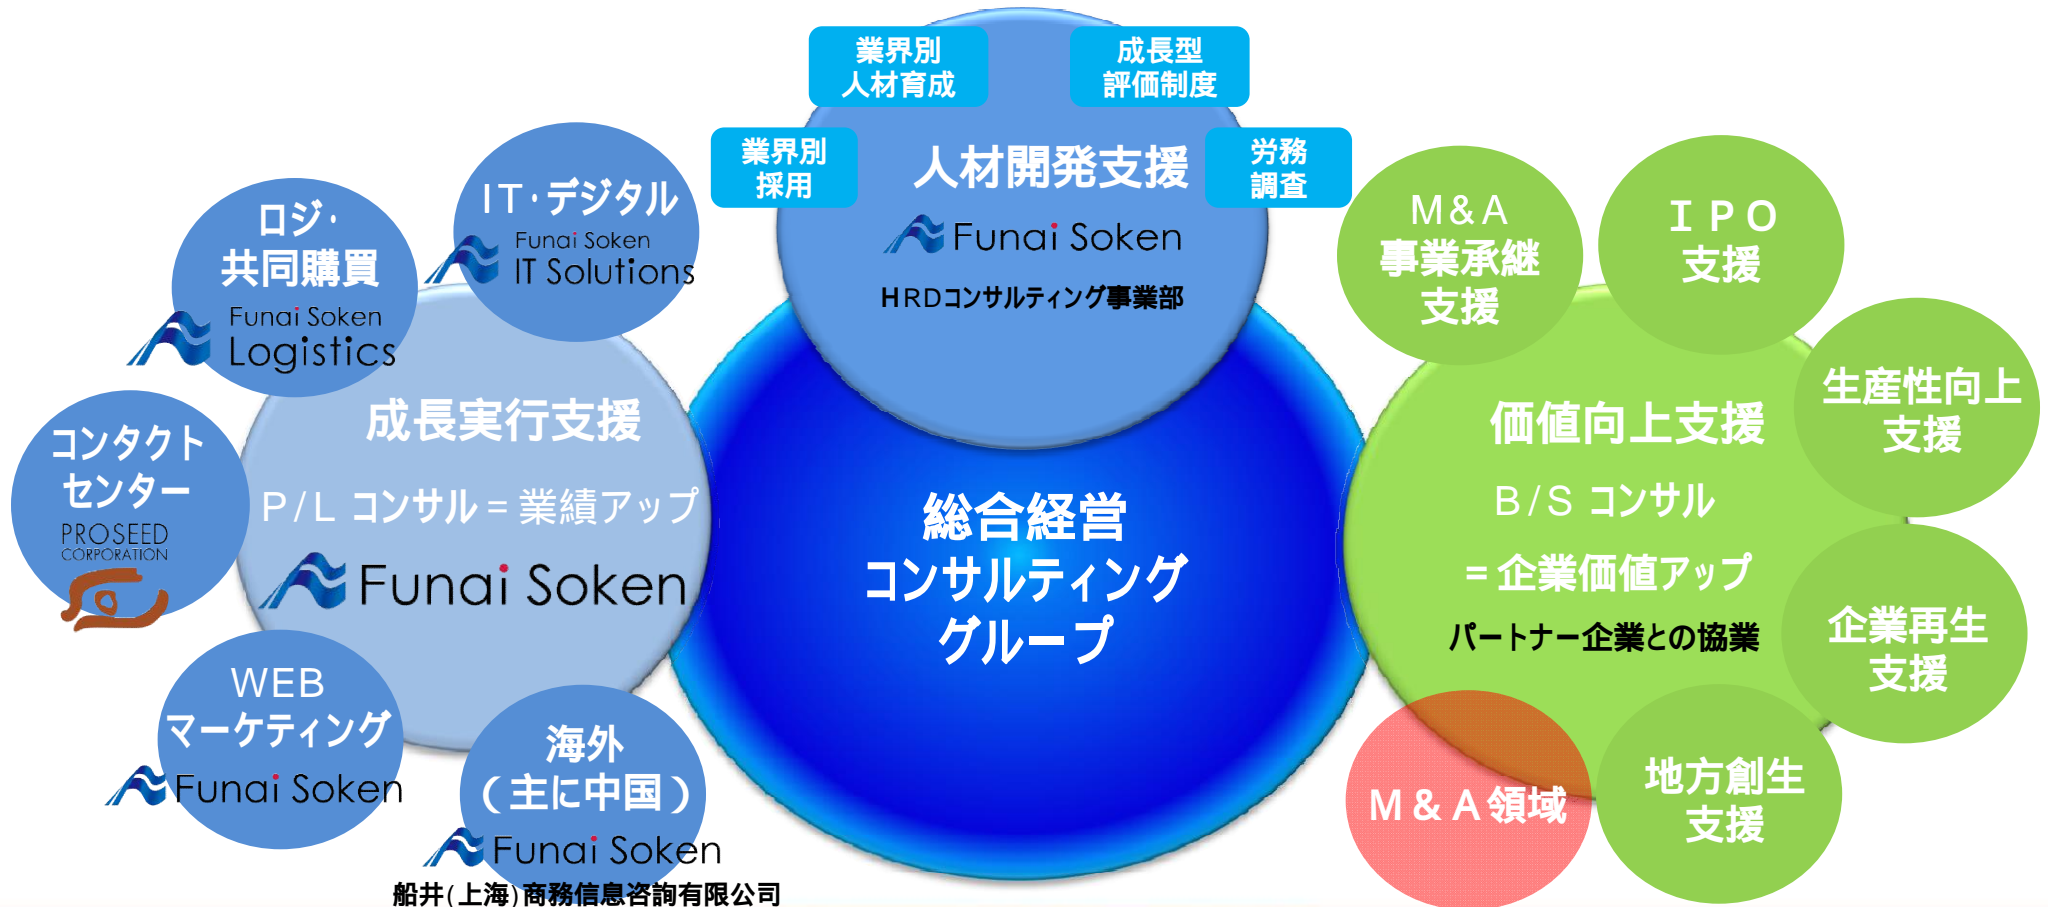 業界別
人材育成
成長型
評価制度
業界別
採用
労務
調査
人材開発支援
Funai Soken
HRDコンサルティング事業部
IT・デジタル
Funai Soken
IT Solutions
ロジ・
共同購買
Funai Soken
Logistics
コンタクト
センター
PROSEED
CORPORATION
成長実行支援
P/L コンサル=業績アップ
Funai Soken
WEB
マーケティング
Funai Soken
海外
(主に中国)
Funai Soken
船井(上海)商務信息咨詢有限公司
総合経営
コンサルティング
グループ
M&A
事業承継
支援
IPO
支援
生産性向上
支援
価値向上支援
B/S コンサル
=企業価値アップ
パートナー企業との協業
企業再生
支援
地方創生
支援
M&A領域